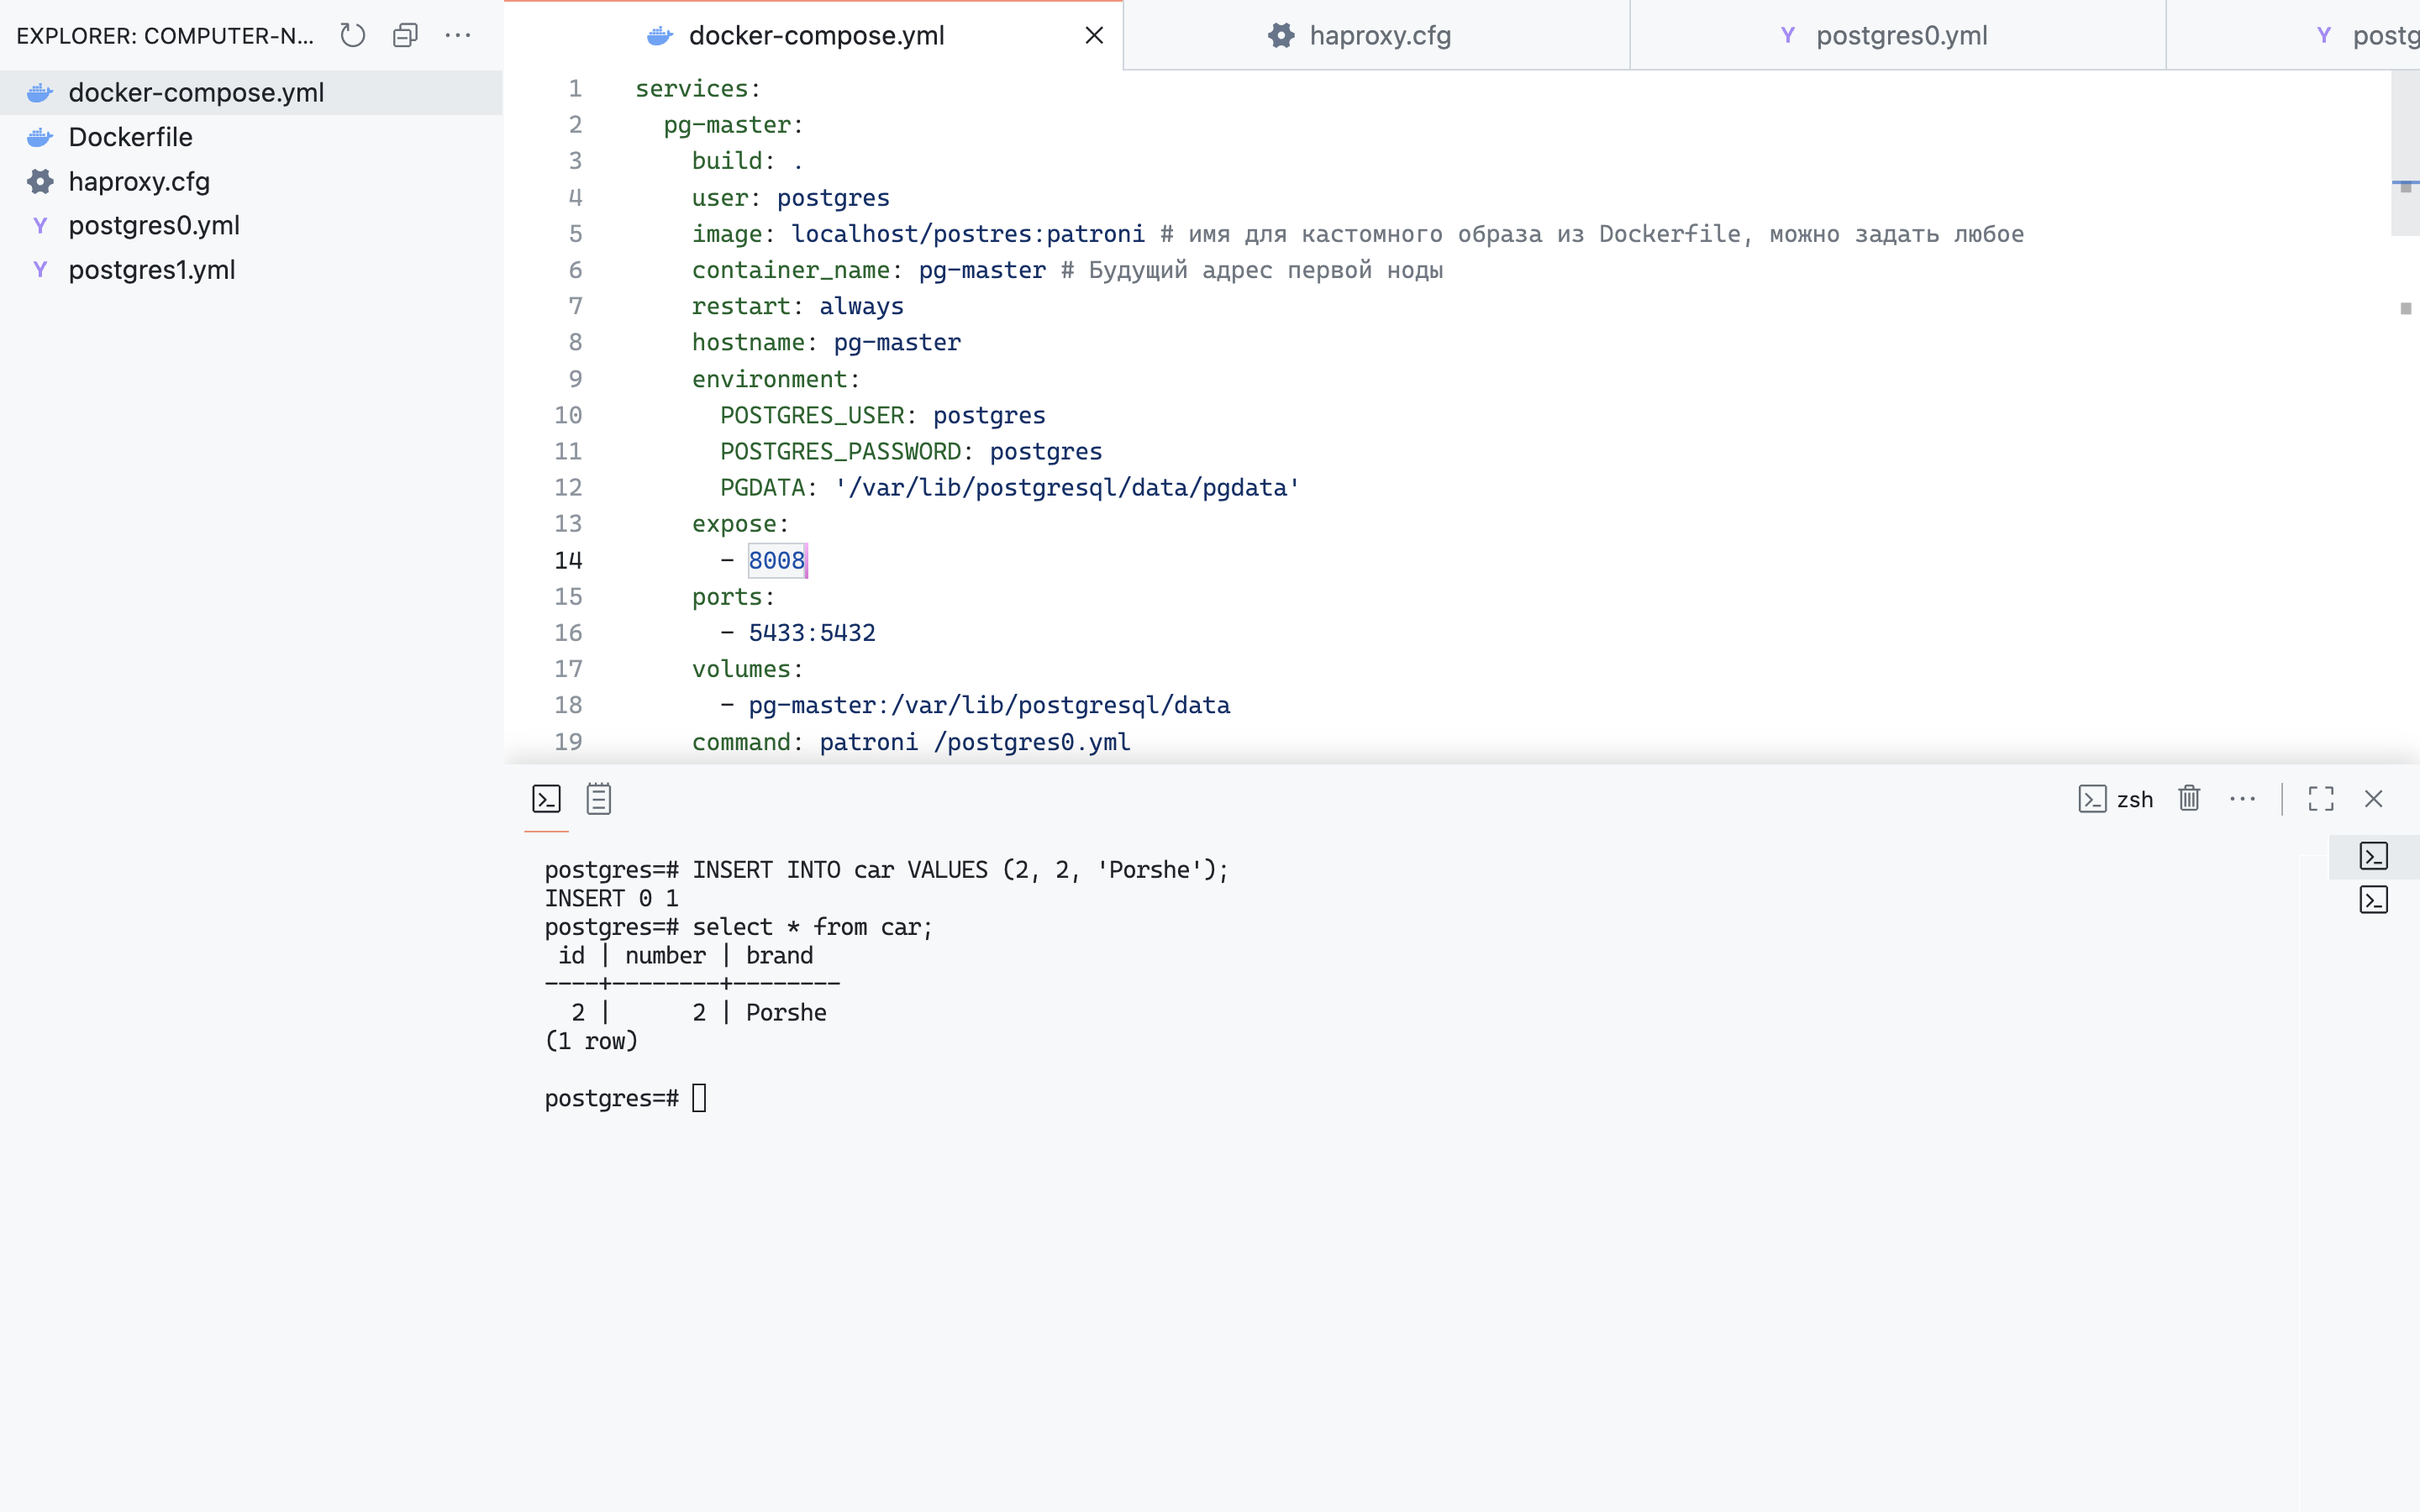 EXPLORER: COMPUTER-N...
docker-compose.yml
Dockerfile
haproxy.cfg
postgres0.yml
postgres1.yml
docker-compose.yml
haproxy.cfg
postgres0.yml
postg
1 services:
2 pg-master:
3 build: .
4 user: postgres
5 image: localhost/postres:patroni # имя для кастомного образа из Dockerfile, можно задать любое
6 container_name: pg-master # Будущий адрес первой ноды
7 restart: always
8 hostname: pg-master
9 environment:
10 POSTGRES_USER: postgres
11 POSTGRES_PASSWORD: postgres
12 PGDATA: '/var/lib/postgresql/data/pgdata'
13 expose:
14 - 8008
15 ports:
16 - 5433:5432
17 volumes:
18 - pg-master:/var/lib/postgresql/data
19 command: patroni /postgres0.yml
zsh
postgres=# INSERT INTO car VALUES (2, 2, 'Porshe');
INSERT 0 1
postgres=# select * from car;
id | number | brand
----+--------+--------
2 | 2 | Porshe
(1 row)
postgres=#